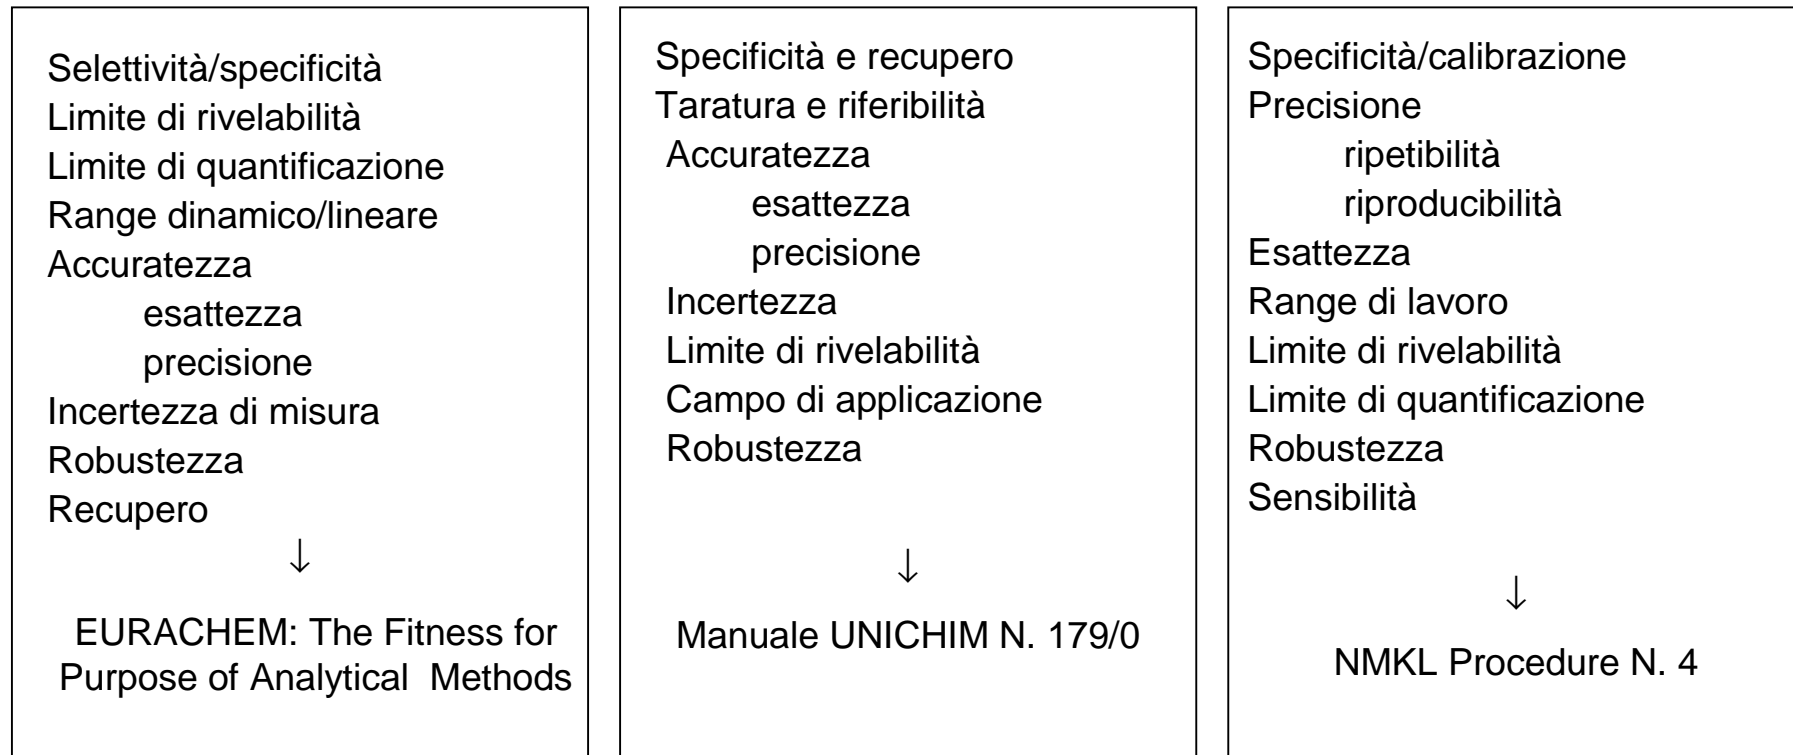 Selettività/specificità
Limite di rivelabilità
Limite di quantificazione
Range dinamico/lineare
Accuratezza
esattezza
precisione
Incertezza di misura
Robustezza
Recupero
↓
EURACHEM: The Fitness for
Purpose of Analytical Methods
Specificità e recupero
Taratura e riferibilità
Accuratezza
esattezza
precisione
Incertezza
Limite di rivelabilità
Campo di applicazione
Robustezza
↓
Manuale UNICHIM N. 179/0
Specificità/calibrazione
Precisione
ripetibilità
riproducibilità
Esattezza
Range di lavoro
Limite di rivelabilità
Limite di quantificazione
Robustezza
Sensibilità
↓
NMKL Procedure N. 4